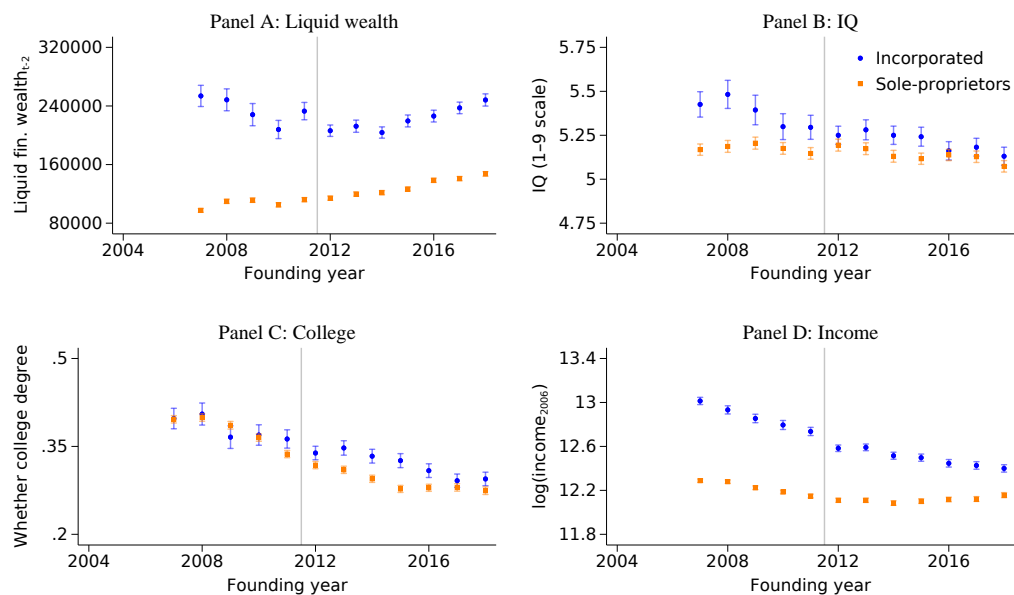 Panel A: Liquid wealth
Liquid fin. wealth t-2
320000
240000
160000
80000
2004 2008 2012 2016
Founding year
Panel B: IQ
IQ (1–9 scale)
5.75
5.5
5.25
5
4.75
2004 2008 2012 2016
Founding year
Incorporated
Sole-proprietors
Panel C: College
Whether college degree
.5
.35
.2
2004 2008 2012 2016
Founding year
Panel D: Income
log(income2006)
13.4
13
12.6
12.2
11.8
2004 2008 2012 2016
Founding year